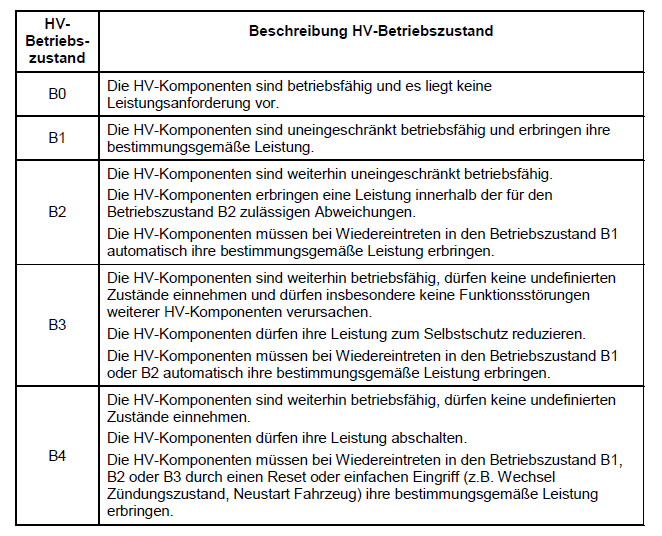 HV-
Betriebs-
zustand
Beschreibung HV-Betriebszustand
B0
Die HV-Komponenten sind betriebsfähig und es liegt keine
Leistungsanforderung vor.
B1
Die HV-Komponenten sind uneingeschränkt betriebsfähig und erbringen ihre
bestimmungsgemäße Leistung.
B2
Die HV-Komponenten sind weiterhin uneingeschränkt betriebsfähig.
Die HV-Komponenten erbringen eine Leistung innerhalb der für den
Betriebszustand B2 zulässigen Abweichungen.
Die HV-Komponenten müssen bei Wiedereintreten in den Betriebszustand B1
automatisch ihre bestimmungsgemäße Leistung erbringen.
B3
Die HV-Komponenten sind weiterhin betriebsfähig, dürfen keine undefinierten
Zustände einnehmen und dürfen insbesondere keine Funktionsstörungen
weiterer HV-Komponenten verursachen.
Die HV-Komponenten dürfen ihre Leistung zum Selbstschutz reduzieren.
Die HV-Komponenten müssen bei Wiedereintreten in den Betriebszustand B1
oder B2 automatisch ihre bestimmungsgemäße Leistung erbringen.
B4
Die HV-Komponenten sind weiterhin betriebsfähig, dürfen keine undefinierten
Zustände einnehmen.
Die HV-Komponenten dürfen ihre Leistung abschalten.
Die HV-Komponenten müssen bei Wiedereintreten in den Betriebszustand B1,
B2 oder B3 durch einen Reset oder einfachen Eingriff (z.B. Wechsel
Zündungszustand, Neustart Fahrzeug) ihre bestimmungsgemäße Leistung
erbringen.